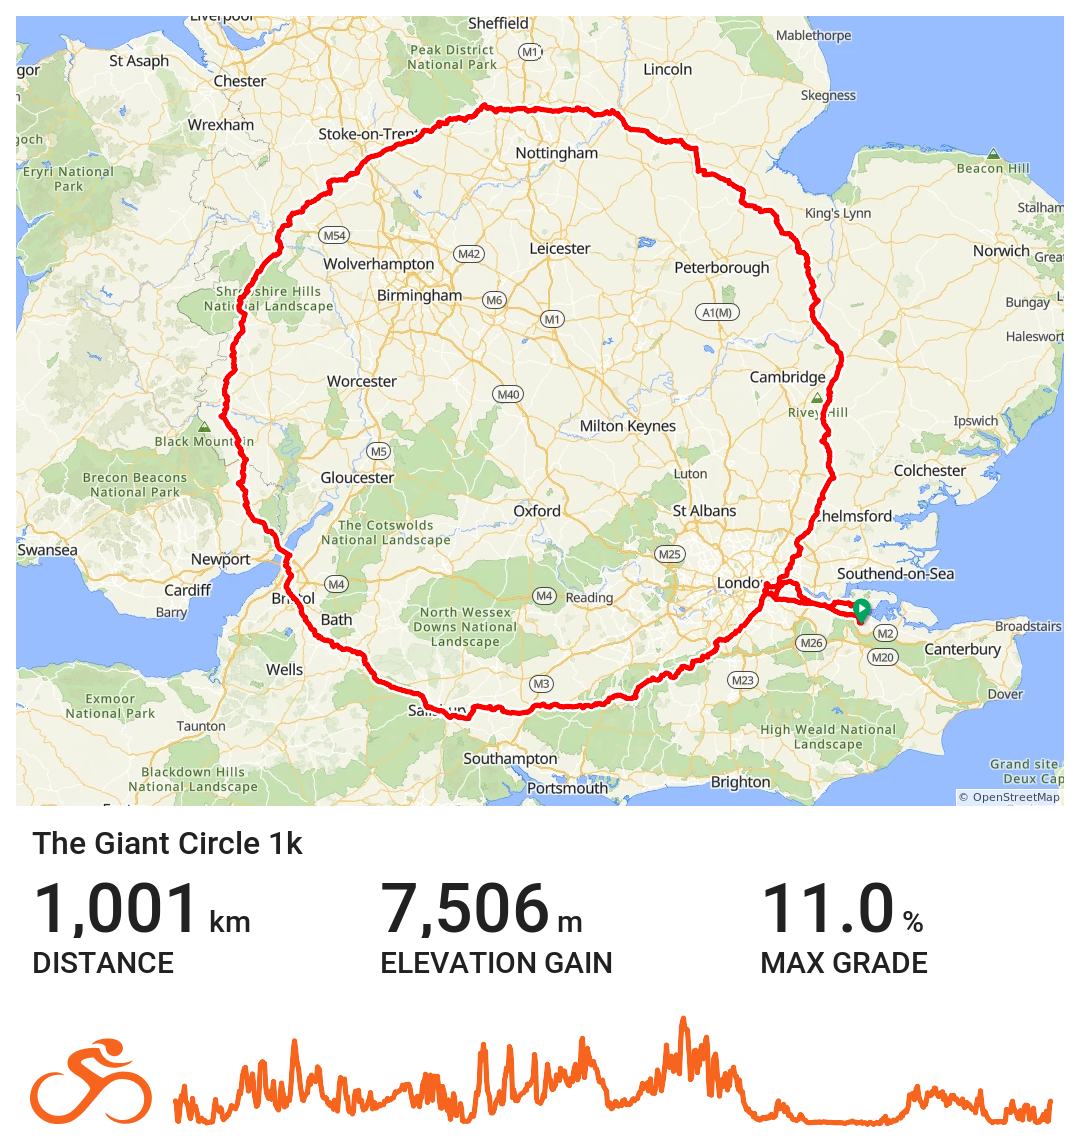 Liverpool
Sheffield
Mablethorpe
M1
Peak District
National Park
St Asaph
Lincoln
Chester
Skegness
Wrexham
Stoke-on-Trent
Nottingham
Beacon Hill
Eryri National
Park
King's Lynn
Stalham
M54
Leicester
Norwich
M42
Wolverhampton
Peterborough
Shropshire Hills
National Landscape
Birmingham
M6
Bungay
M1
A1(M)
Haleswort
Worcester
Cambridge
M40
Rivey Hill
Ipswich
Milton Keynes
Black Mountain
M5
Brecon Beacons
National Park
Gloucester
Luton
Colchester
Oxford
St Albans
Chelmsford
The Cotswolds
National Landscape
Swansea
Newport
M25
Southend-on-Sea
London
Cardiff
M4
M4
Reading
Bristol
Barry
North Wessex
Downs National
Landscape
Bath
M2
Broadstairs
M26
M20
Canterbury
Wells
M3
M23
Dover
Exmoor
National Park
Salisbury
Taunton
High Weald National
Landscape
Southampton
Blackdown Hills
National Landscape
Portsmouth
Brighton
Grand site
Deux Cap
© OpenStreetMap
The Giant Circle 1k
1,001 km
7,506 m
11.0 %
DISTANCE
ELEVATION GAIN
MAX GRADE